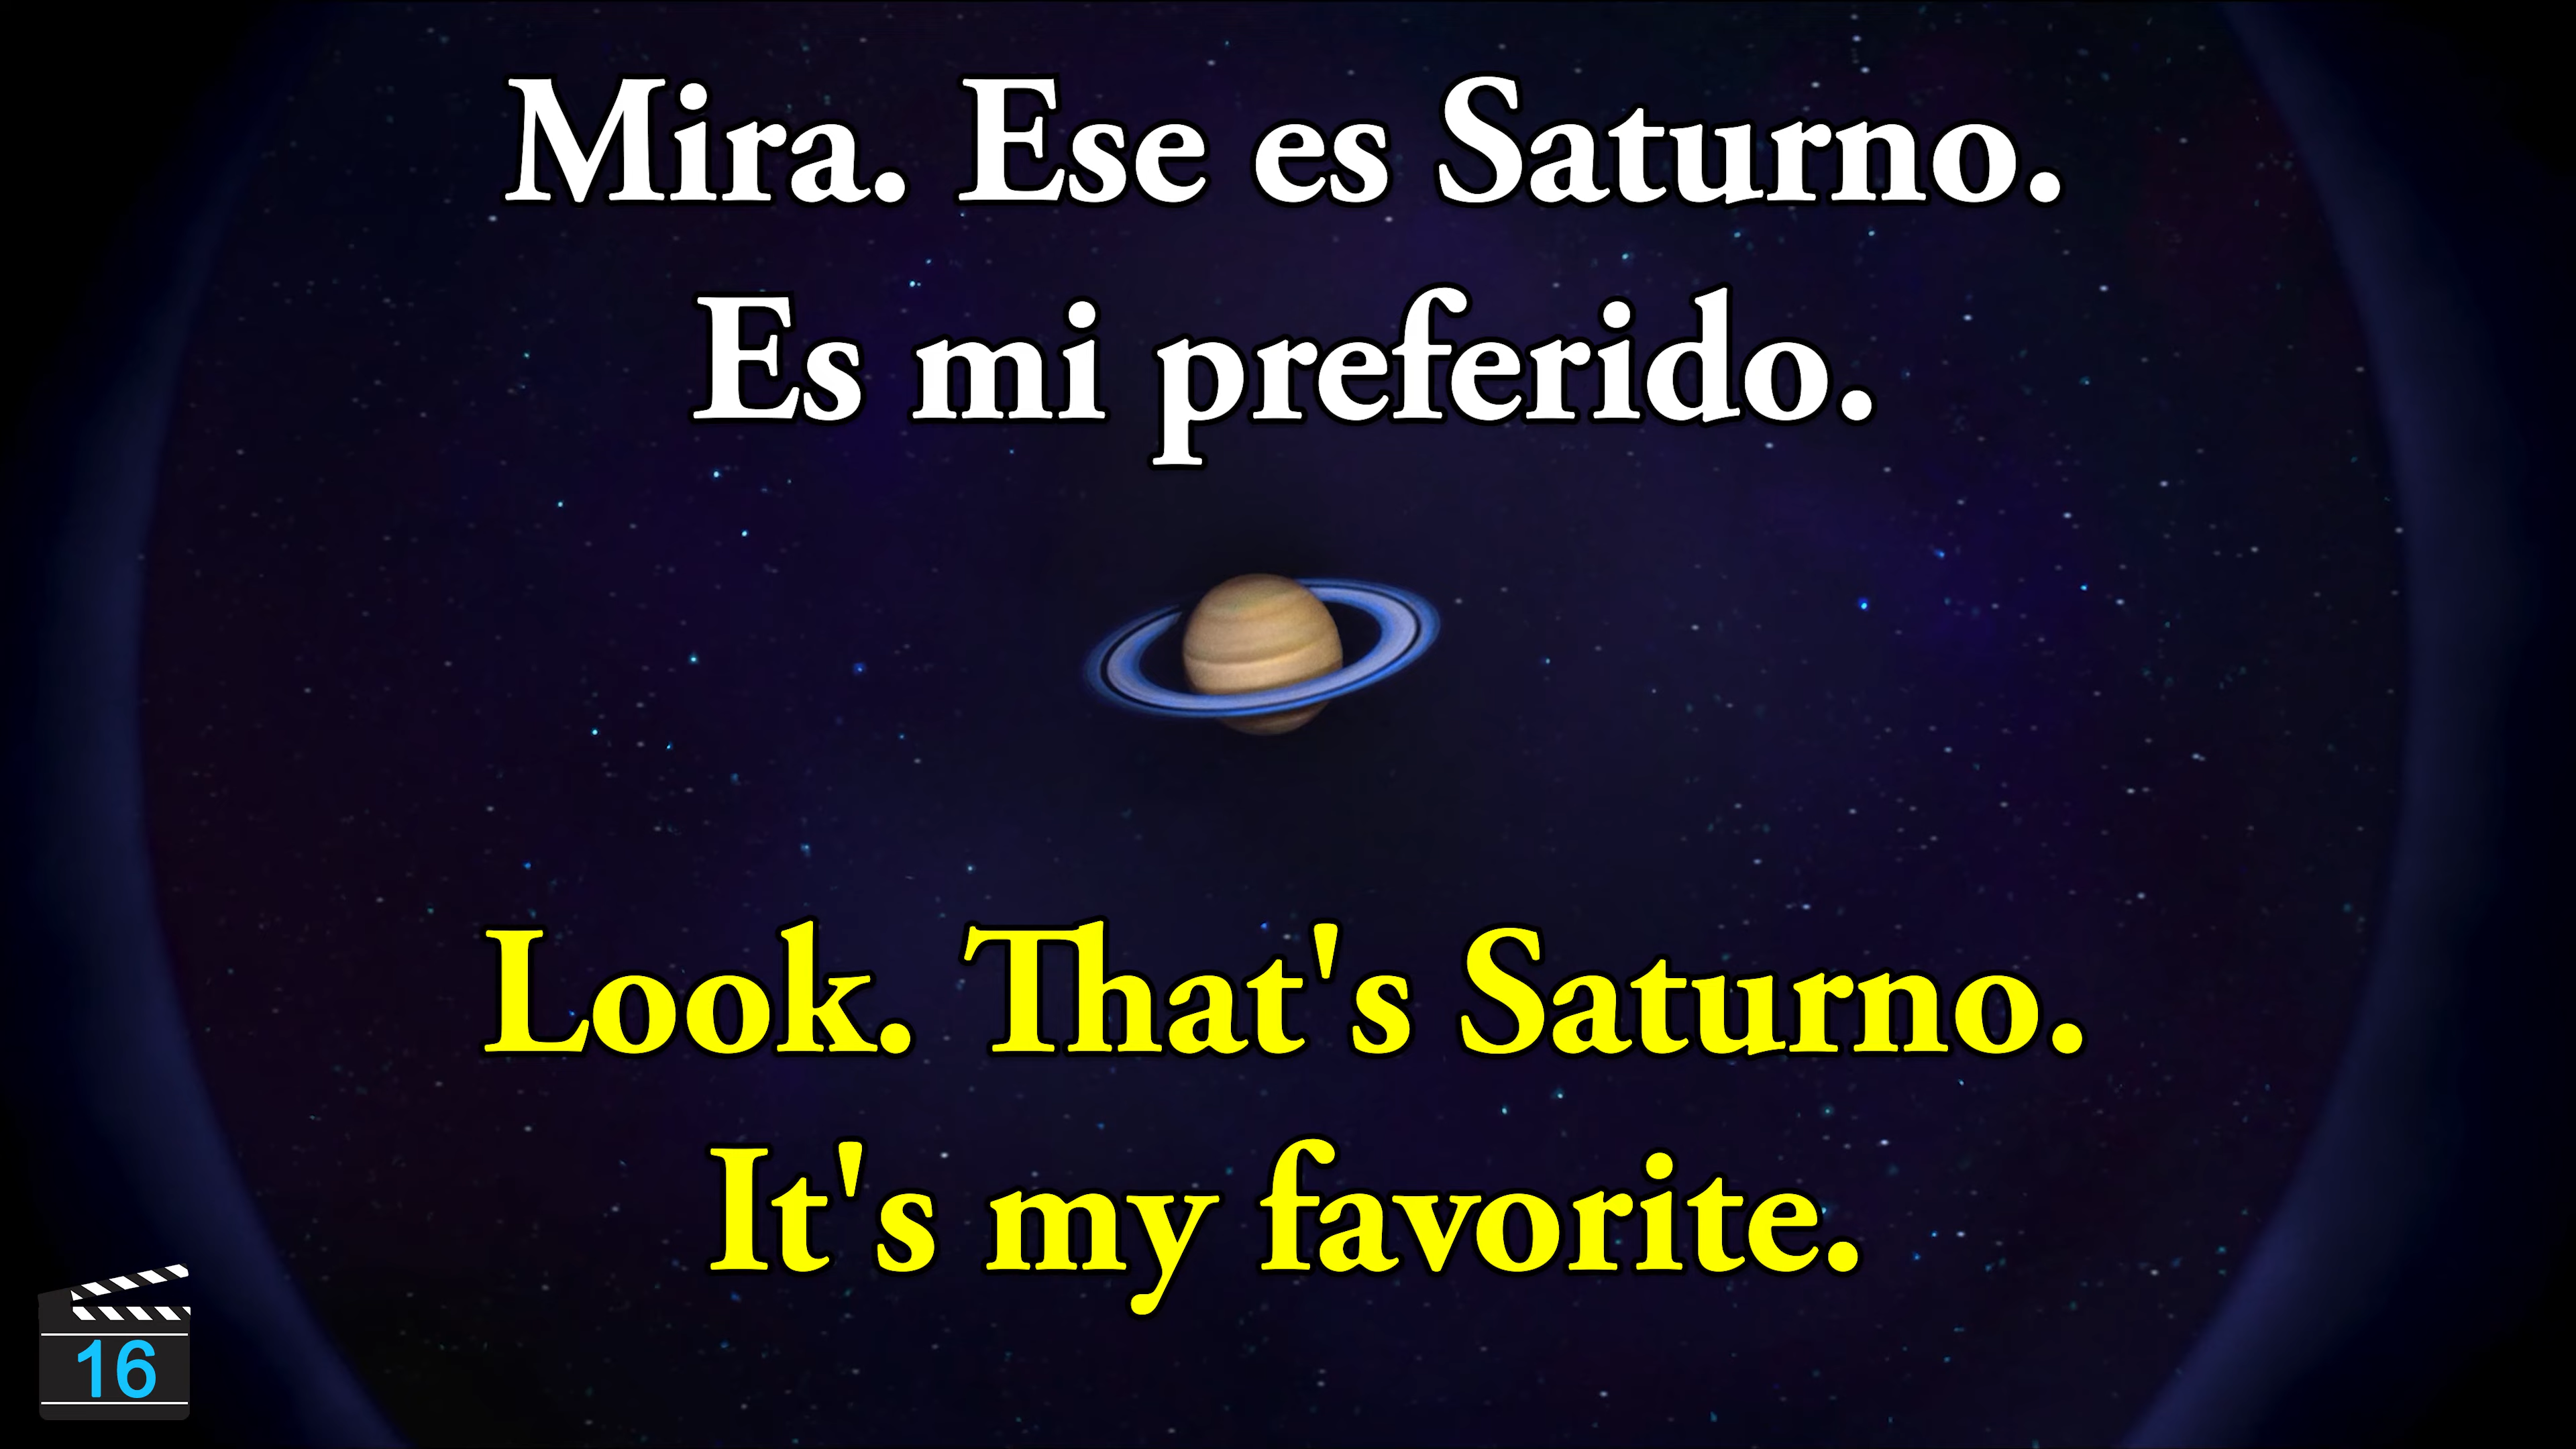 Mira. Ese es Saturno.
Es mi preferido.
Look. That's Saturno.
It's my favorite.
16